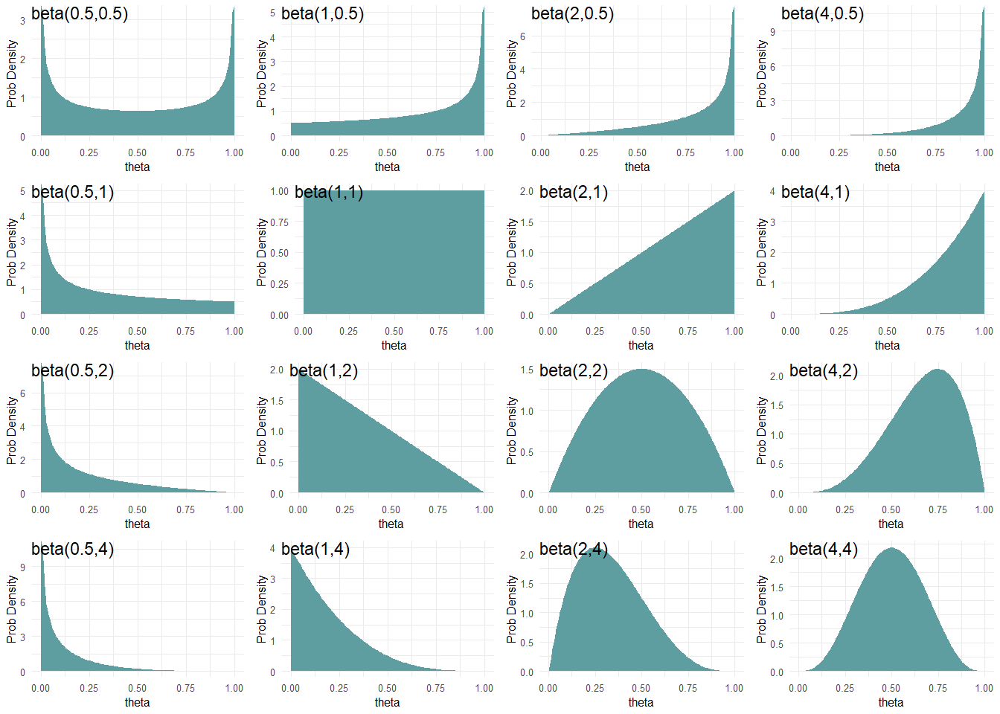 beta(0.5,0.5)
Prob Density
3
2
1
0
0.00 0.25 0.50 0.75 1.00
theta
beta(1,0.5)
Prob Density
5
4
3
2
1
0
0.00 0.25 0.50 0.75 1.00
theta
beta(2,0.5)
Prob Density
6
4
2
0
0.00 0.25 0.50 0.75 1.00
theta
beta(4,0.5)
Prob Density
9
6
3
0
0.00 0.25 0.50 0.75 1.00
theta
beta(0.5,1)
Prob Density
5
4
3
2
1
0
0.00 0.25 0.50 0.75 1.00
theta
beta(1,1)
Prob Density
1.00
0.75
0.50
0.25
0.00
0.00 0.25 0.50 0.75 1.00
theta
beta(2,1)
Prob Density
2.0
1.5
1.0
0.5
0.0
0.00 0.25 0.50 0.75 1.00
theta
beta(4,1)
Prob Density
4
3
2
1
0
0.00 0.25 0.50 0.75 1.00
theta
beta(0.5,2)
Prob Density
6
4
2
0
0.00 0.25 0.50 0.75 1.00
theta
beta(1,2)
Prob Density
2.0
1.5
1.0
0.5
0.0
0.00 0.25 0.50 0.75 1.00
theta
beta(2,2)
Prob Density
1.5
1.0
0.5
0.0
0.00 0.25 0.50 0.75 1.00
theta
beta(4,2)
Prob Density
2.0
1.5
1.0
0.5
0.0
0.00 0.25 0.50 0.75 1.00
theta
beta(0.5,4)
Prob Density
9
6
3
0
0.00 0.25 0.50 0.75 1.00
theta
beta(1,4)
Prob Density
4
3
2
1
0
0.00 0.25 0.50 0.75 1.00
theta
beta(2,4)
Prob Density
2.0
1.5
1.0
0.5
0.0
0.00 0.25 0.50 0.75 1.00
theta
beta(4,4)
Prob Density
2.0
1.5
1.0
0.5
0.0
0.00 0.25 0.50 0.75 1.00
theta